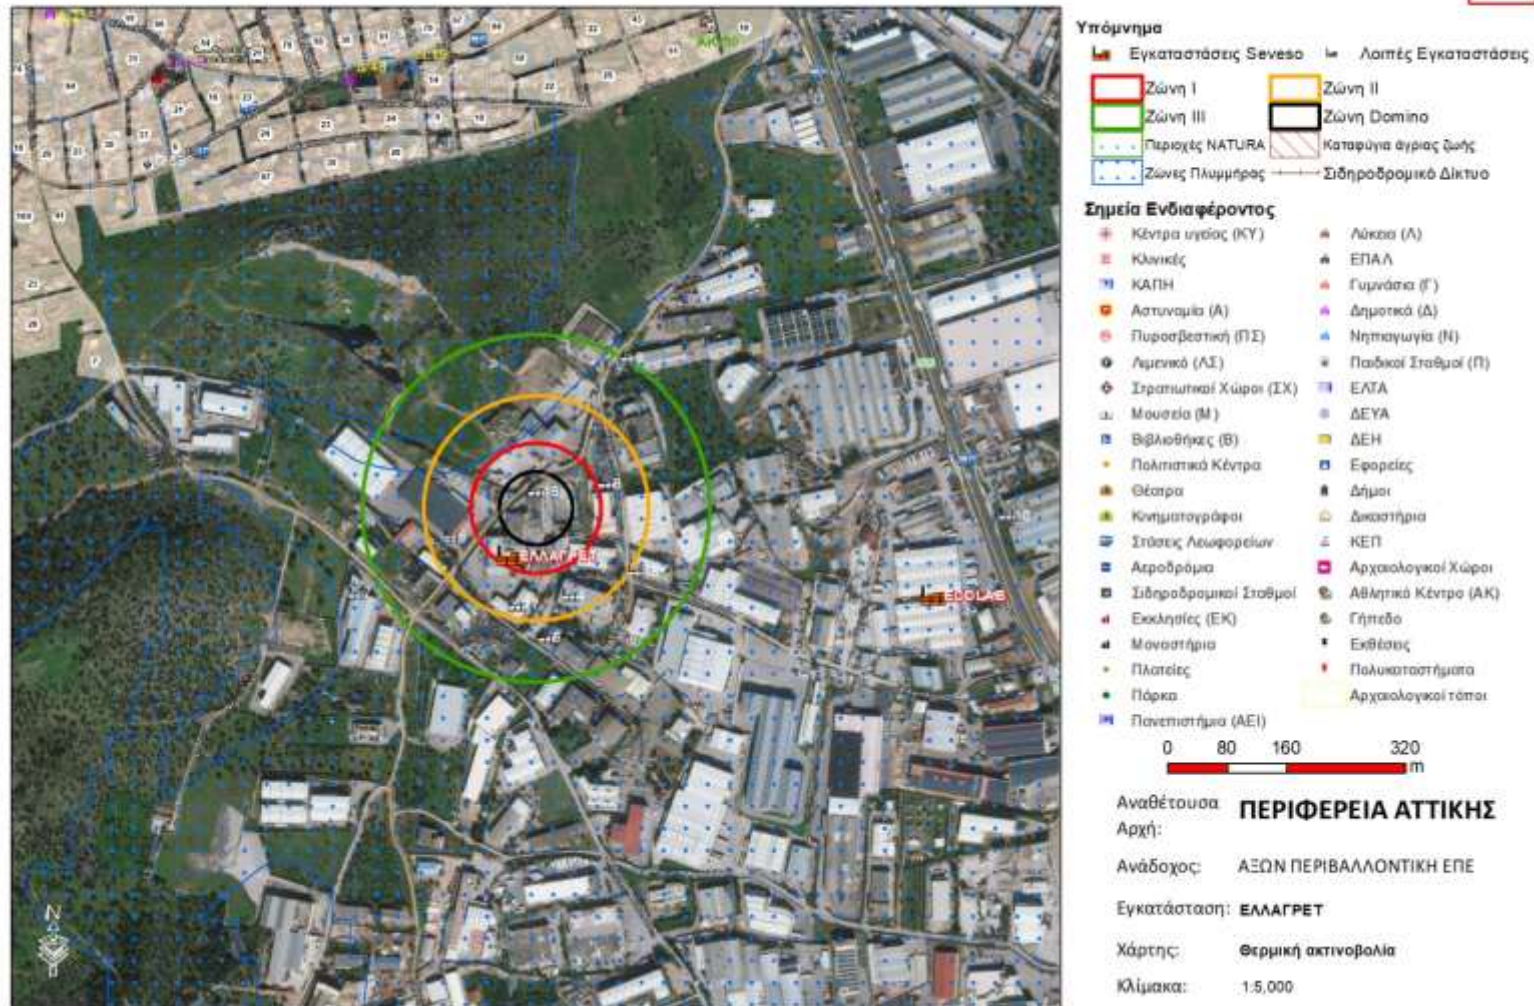 Υπόμνημα
Εγκαταστάσεις Seveso Λοιπές Εγκαταστάσεις
Ζώνη I Ζώνη II
Ζώνη III Ζώνη Domino
Περιοχές NATURA Καταφύγια άγριας ζωής
Ζώνες Πλημμύρας Σιδηροδρομικό Δίκτυο
Σημεία Ενδιαφέροντος
Κέντρα υγείας (ΚΥ) Λύκεια (Λ)
Κλινικές ΕΠΑΛ
ΚΑΠΗ Γυμνάσια (Γ)
Αστυνομία (Α) Δημοτικά (Δ)
Πυροσβεστική (ΠΣ) Νηπιαγωγία (Ν)
Λιμενικό (ΛΣ) Παιδικοί Σταθμοί (Π)
Στρατιωτικοί Χώροι (ΣΧ) ΕΛΤΑ
Μουσεία (Μ) ΔΕΥΑ
Βιβλιοθήκες (Β) ΔΕΗ
Πολιτιστικά Κέντρα Εφορείες
Θέατρα Δήμοι
Κινηματογράφοι Δικαστήρια
Στάσεις Λεωφορείων ΚΕΠ
Αεροδρόμια Αρχαιολογικοί Χώροι
Σιδηροδρομικοί Σταθμοί Αθλητικά Κέντρα (ΑΚ)
Εκκλησίες (ΕΚ) Γήπεδα
Μοναστήρια Εκθέσεις
Πλατείες Πολυκαταστήματα
Πάρκα Αρχαιολογικοί τόποι
Πανεπιστήμια (ΑΕΙ)
0 80 160 320
m
Αναθέτουσα Αρχή: ΠΕΡΙΦΕΡΕΙΑ ΑΤΤΙΚΗΣ
Ανάδοχος: ΑΞΩΝ ΠΕΡΙΒΑΛΛΟΝΤΙΚΗ ΕΠΕ
Εγκατάσταση: ΕΛΛΑΓΡΕΤ
Χάρτης: Θερμική ακτινοβολία
Κλίμακα: 1:5,000
ΕΛΛΑΓΡΕΤ
ECOLAB
N